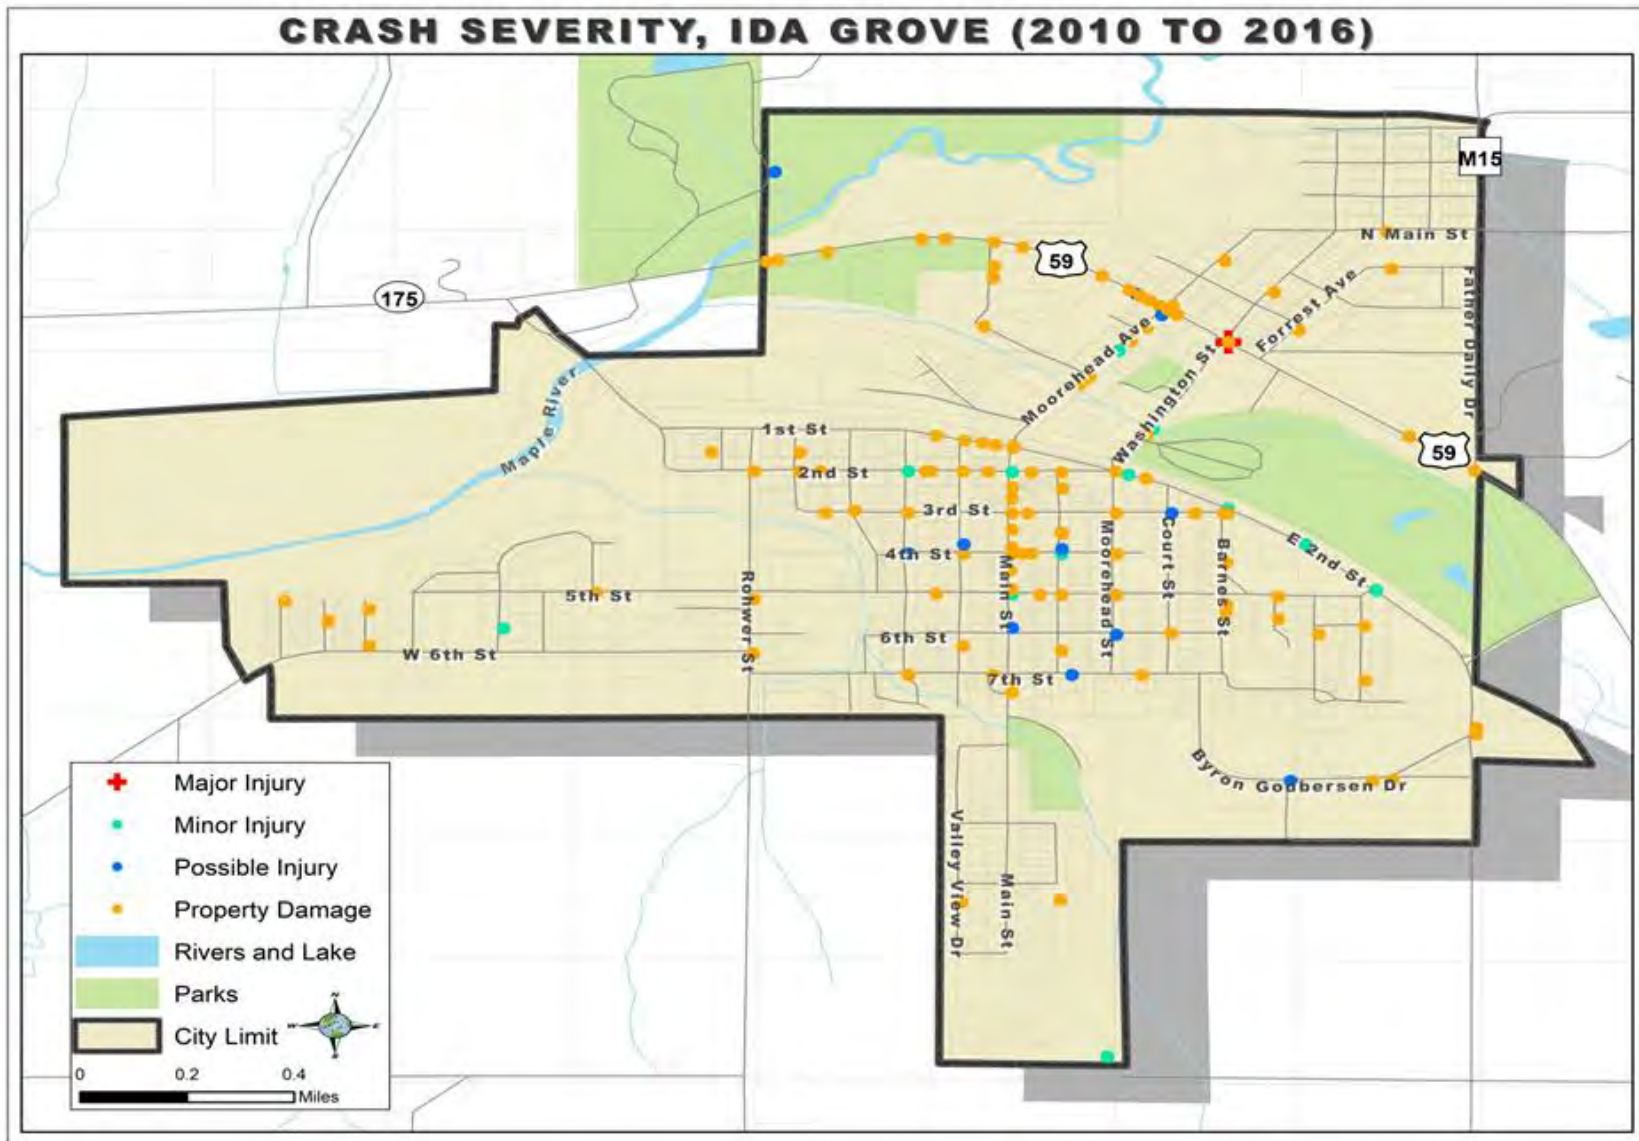 CRASH SEVERITY, IDA GROVE (2010 TO 2016)
M15
N Main St
59
175
Forrest Ave
Father Daily Dr
Moorehead Ave
Washington St
Maple River
1st St
59
2nd St
3rd St
4th St
E 2nd St
Main St
Moorehead St
Court St
Barnes St
Rohwer St
5th St
6th St
W 6th St
7th St
Byron Godbersen Dr
Valley View Dr
Main St
Major Injury
Minor Injury
Possible Injury
Property Damage
Rivers and Lake
Parks
City Limit
N
W
E
S
0 0.2 0.4
Miles